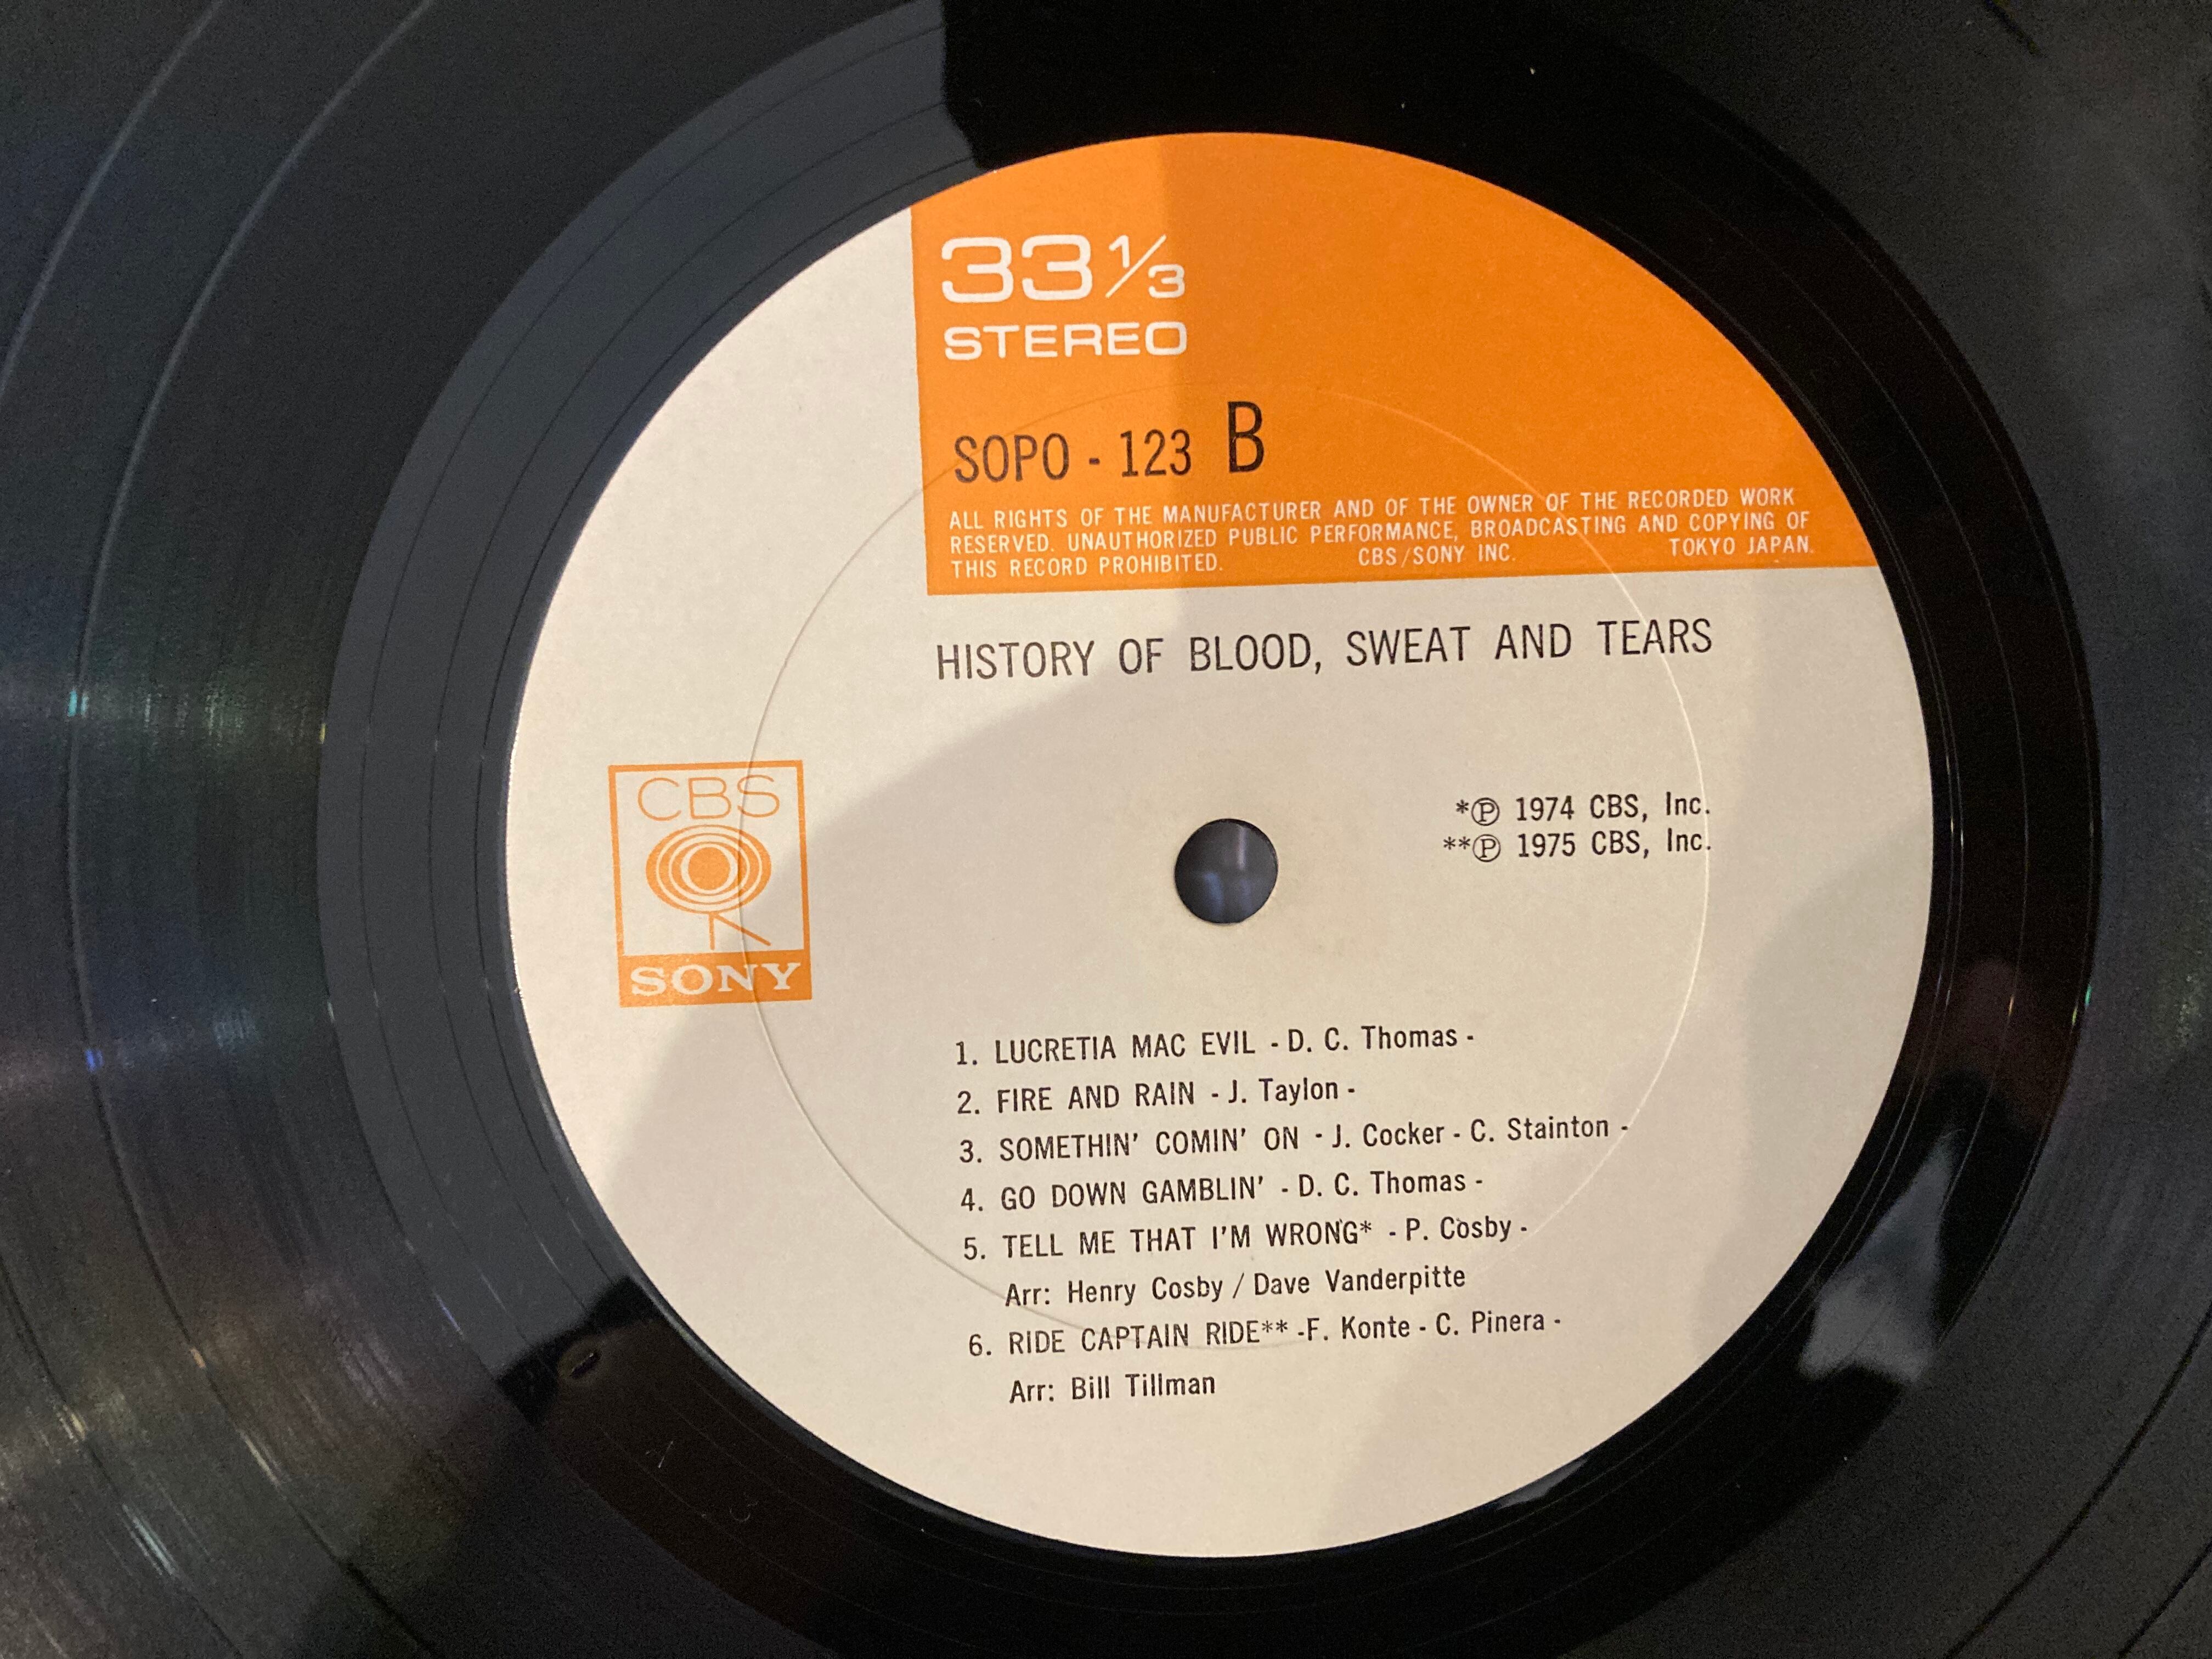 33 1/3
STEREO
SOPO - 123 B
ALL RIGHTS OF THE MANUFACTURER AND OF THE OWNER OF THE RECORDED WORK
RESERVED. UNAUTHORIZED PUBLIC PERFORMANCE, BROADCASTING AND COPYING OF
THIS RECORD PROHIBITED. CBS/SONY INC. TOKYO JAPAN.
HISTORY OF BLOOD, SWEAT AND TEARS
CBS
SONY
*℗ 1974 CBS, Inc.
**℗ 1975 CBS, Inc.
1. LUCRETIA MAC EVIL - D. C. Thomas -
2. FIRE AND RAIN - J. Taylon -
3. SOMETHIN' COMIN' ON - J. Cocker - C. Stainton -
4. GO DOWN GAMBLIN' - D. C. Thomas -
5. TELL ME THAT I'M WRONG* - P. Cosby -
Arr: Henry Cosby / Dave Vanderpitte
6. RIDE CAPTAIN RIDE** -F. Konte - C. Pinera -
Arr: Bill Tillman